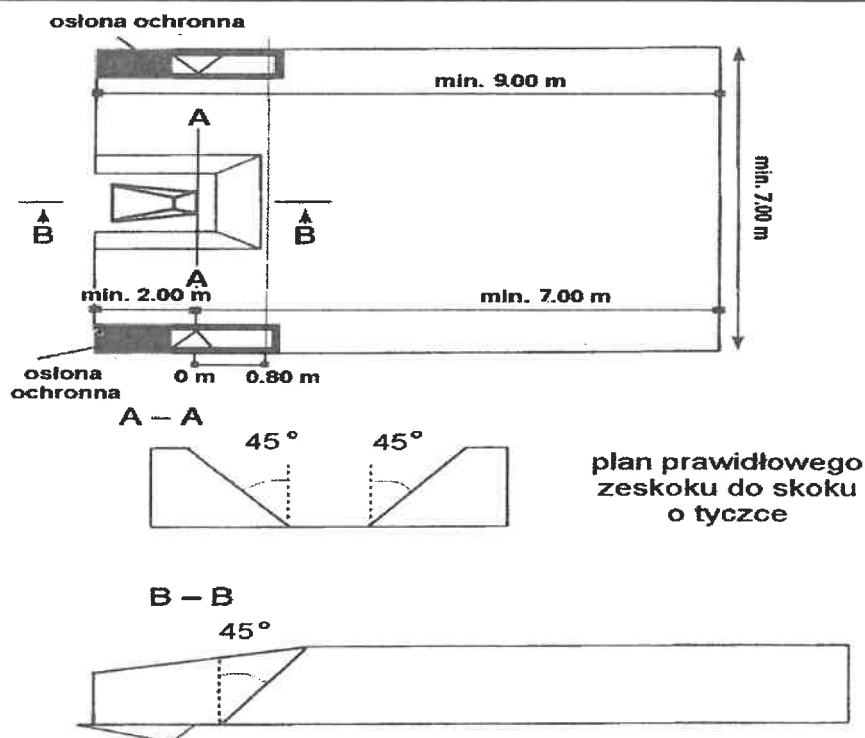 osłona ochronna
min. 9.00 m
A
min. 7.00 m
B
B
A
min. 2.00 m
min. 7.00 m
osłona
ochronna
0 m
0.80 m
A – A
45°
45°
plan prawidłowego
zeskoku do skoku
o tyczce
B – B
45°